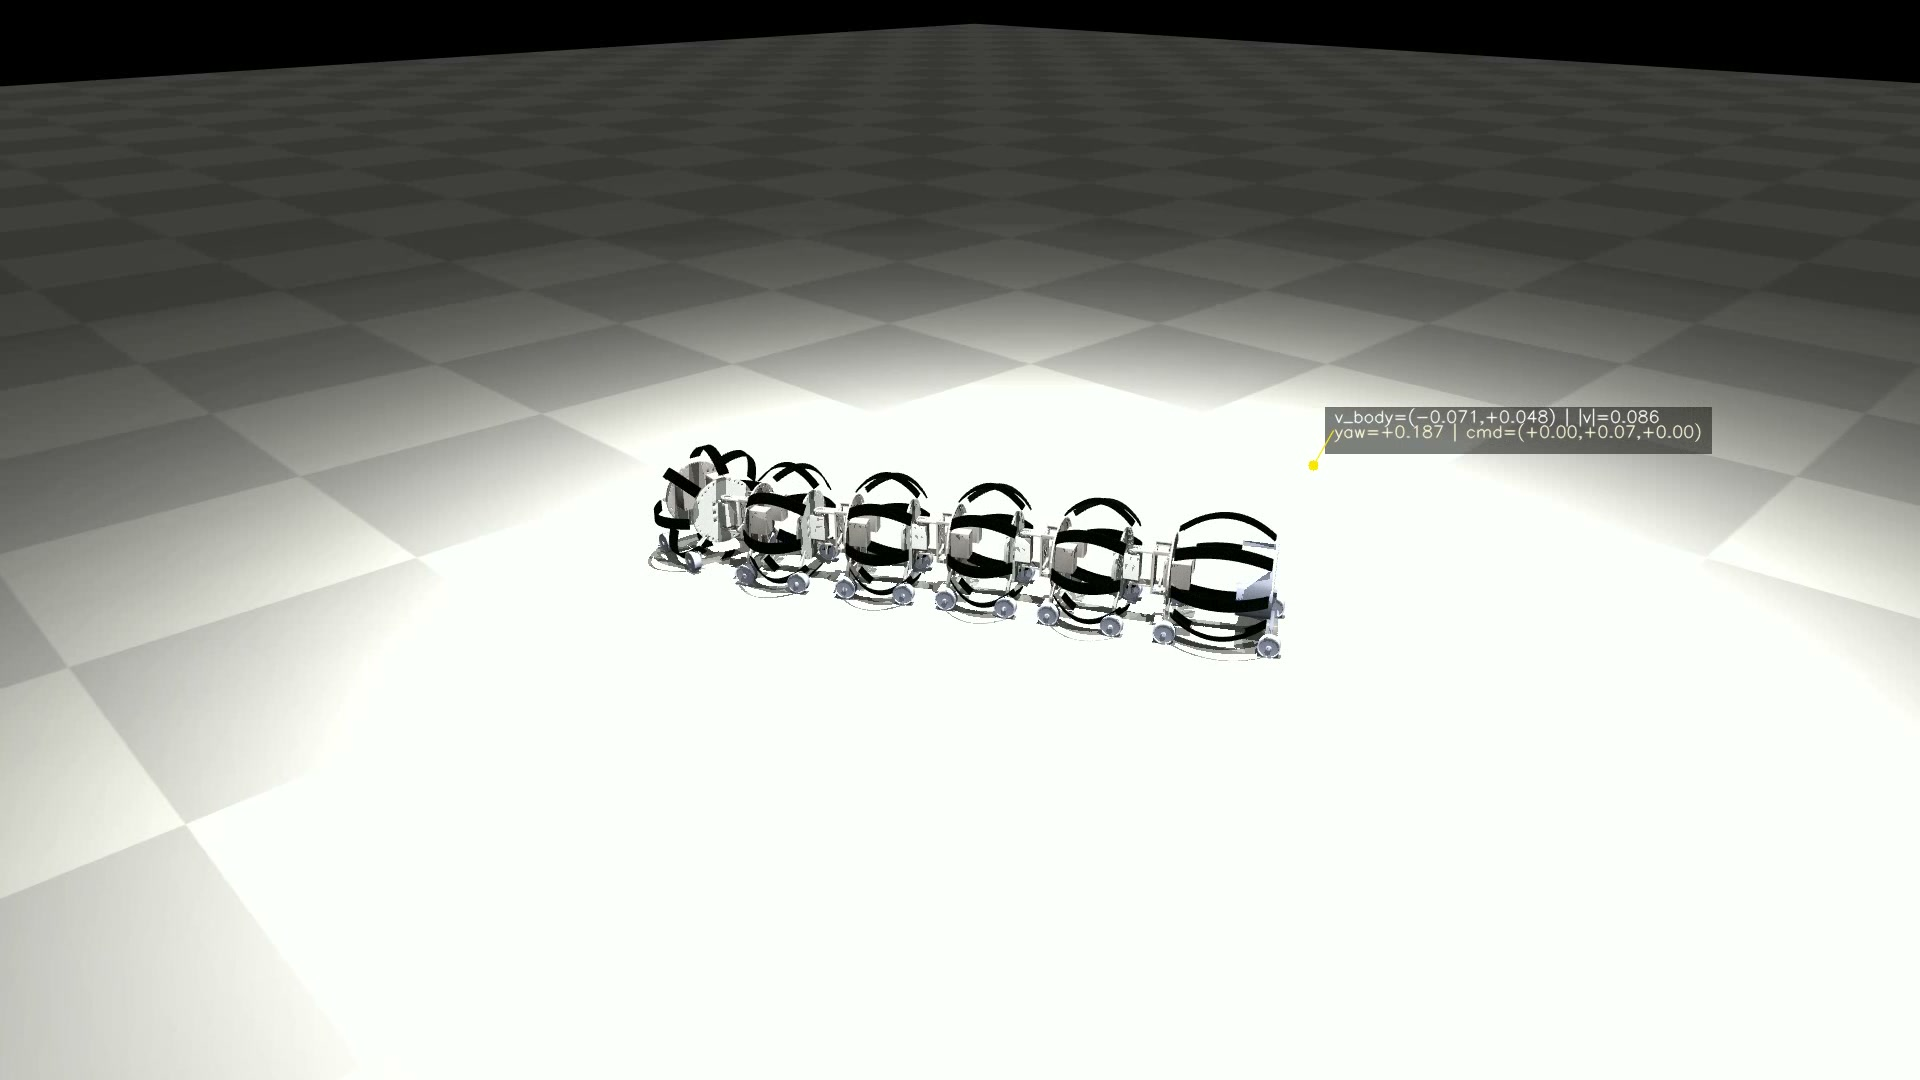 v_body=(−0.071,+0.048) | |v|=0.086
yaw=+0.187 | cmd=(+0.00,+0.07,+0.00)